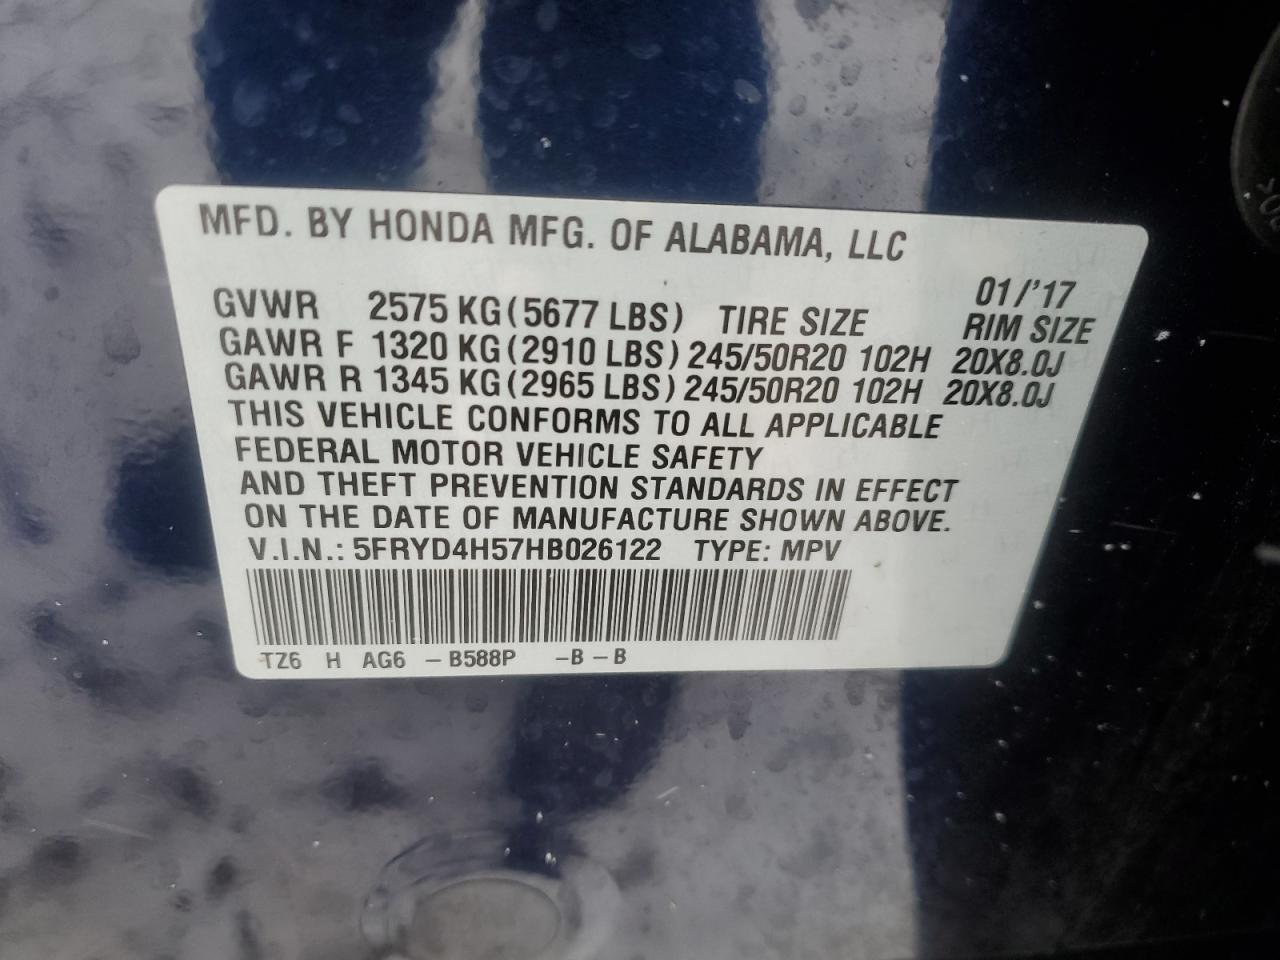 MFD. BY HONDA MFG. OF ALABAMA, LLC
01/'17
GVWR 2575 KG (5677 LBS) TIRE SIZE RIM SIZE
GAWR F 1320 KG (2910 LBS) 245/50R20 102H 20X8.0J
GAWR R 1345 KG (2965 LBS) 245/50R20 102H 20X8.0J
THIS VEHICLE CONFORMS TO ALL APPLICABLE
FEDERAL MOTOR VEHICLE SAFETY
AND THEFT PREVENTION STANDARDS IN EFFECT
ON THE DATE OF MANUFACTURE SHOWN ABOVE.
V.I.N.: 5FRYD4H57HB026122 TYPE: MPV
TZ6 H AG6 – B588P –B – B